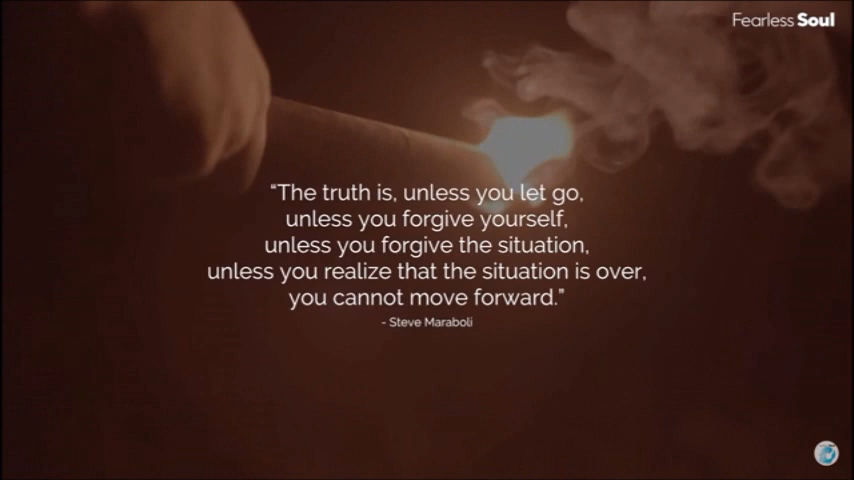 Fearless Soul
“The truth is, unless you let go,
unless you forgive yourself,
unless you forgive the situation,
unless you realize that the situation is over,
you cannot move forward.”
- Steve Maraboli